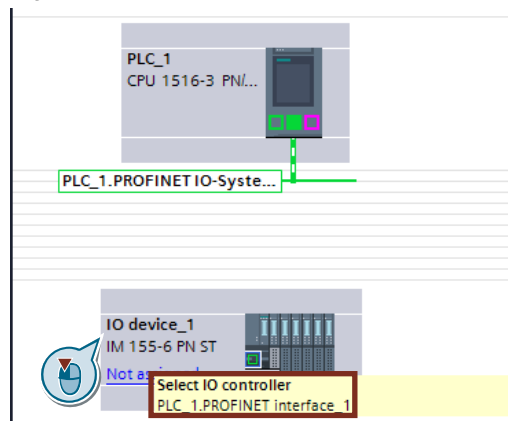 PLC_1
CPU 1516-3 PN/...
PLC_1.PROFINET IO-Syste...
IO device_1
IM 155-6 PN ST
Not
Select IO controller
PLC_1.PROFINET interface_1